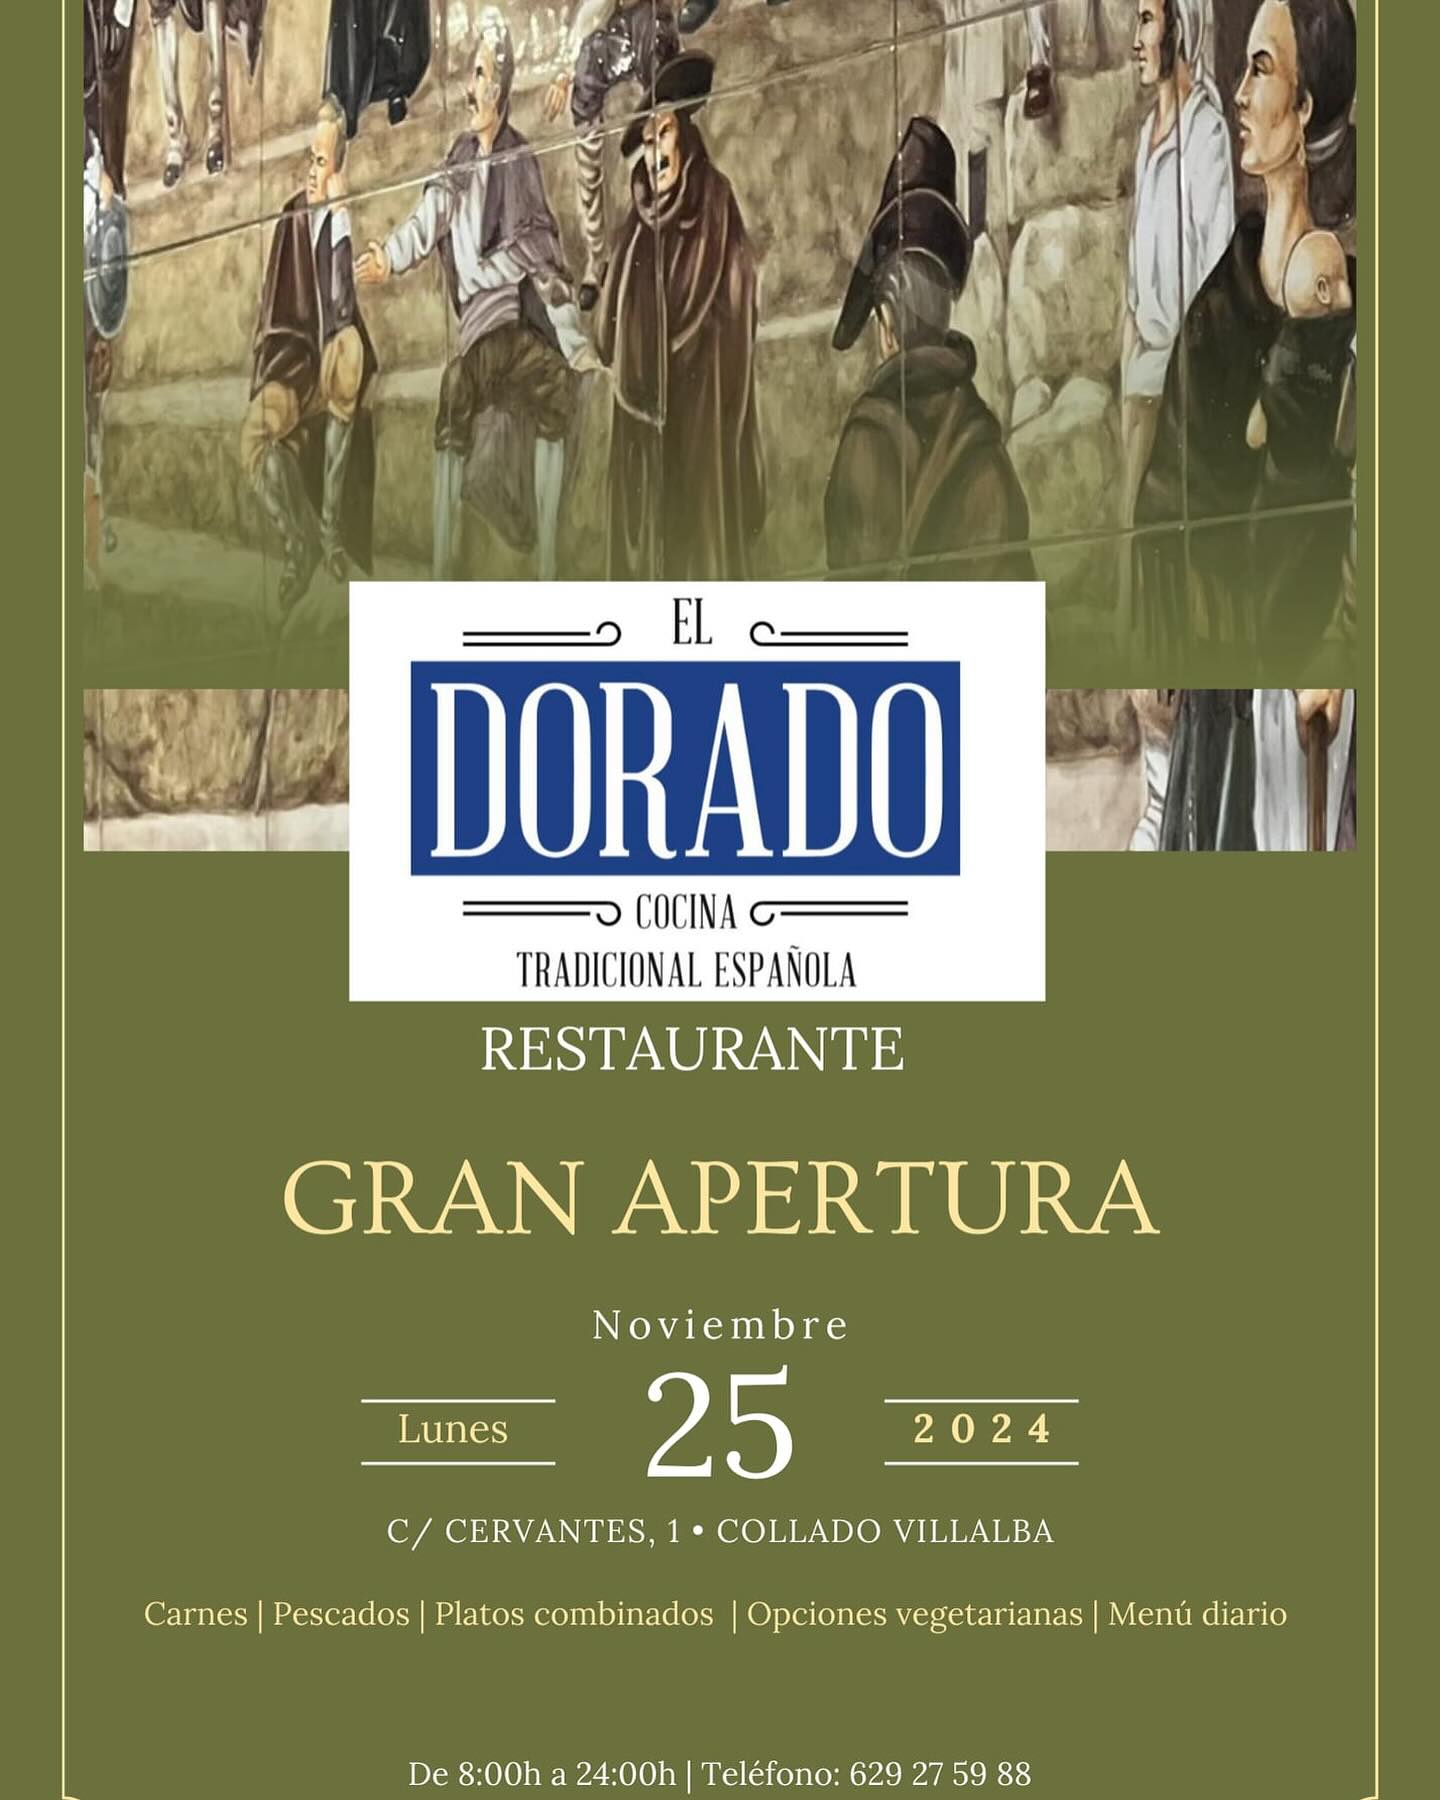 EL
DORADO
COCINA
TRADICIONAL ESPAÑOLA
RESTAURANTE
GRAN APERTURA
Noviembre
Lunes 25 2024
C/ CERVANTES, 1 • COLLADO VILLALBA
Carnes | Pescados | Platos combinados | Opciones vegetarianas | Menú diario
De 8:00h a 24:00h | Teléfono: 629 27 59 88